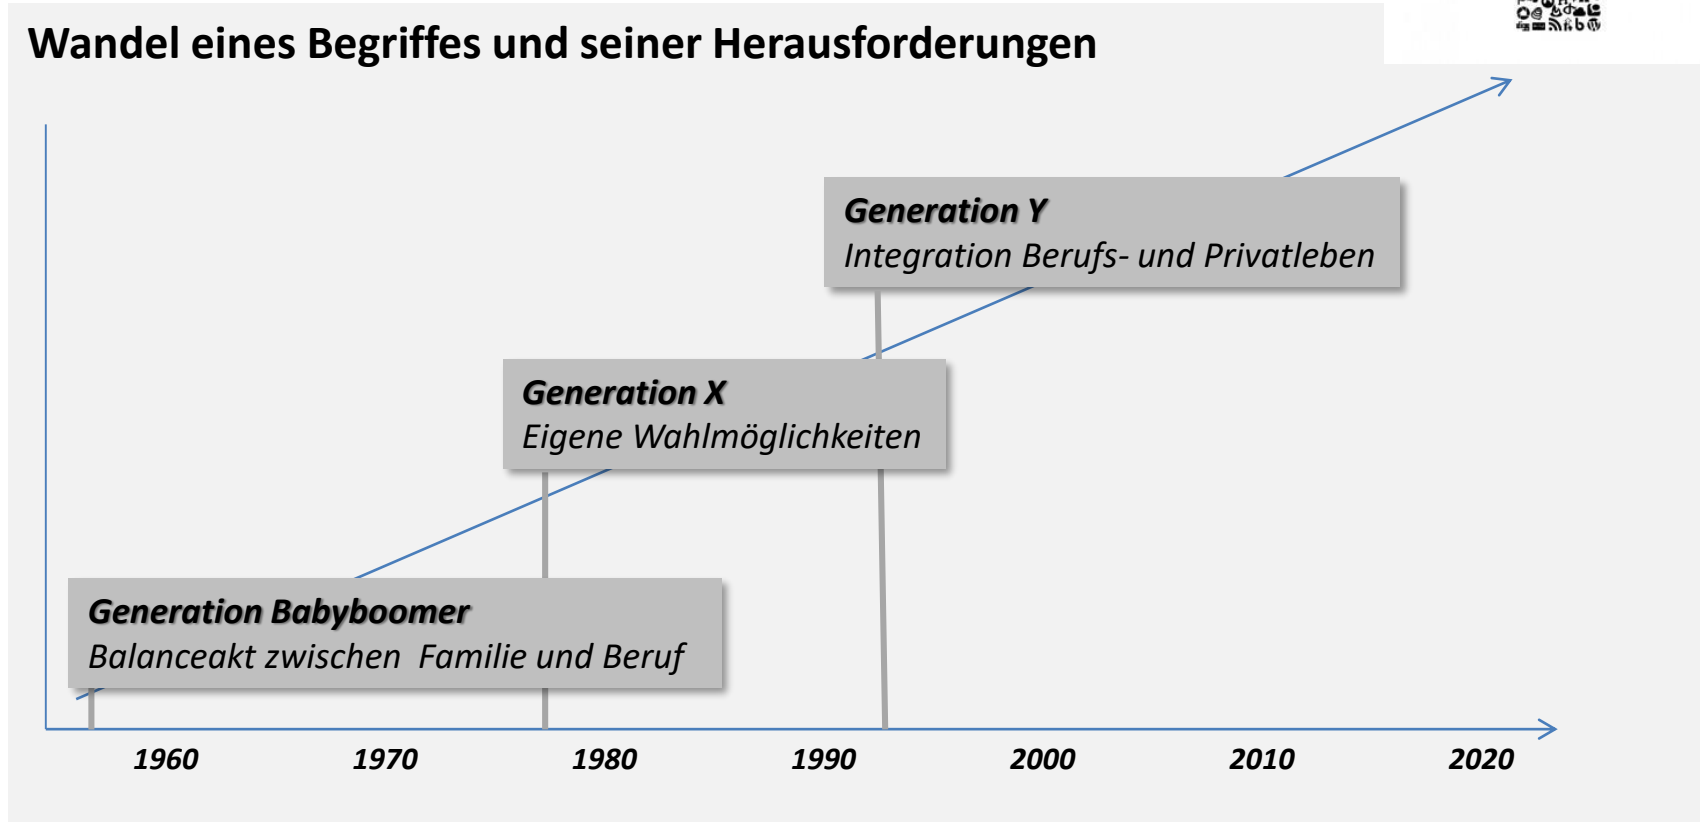 Wandel eines Begriffes und seiner Herausforderungen
Generation Y
Integration Berufs- und Privatleben
Generation X
Eigene Wahlmöglichkeiten
Generation Babyboomer
Balanceakt zwischen  Familie und Beruf
1960 1970 1980 1990 2000 2010 2020